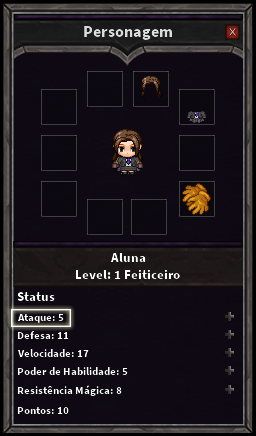 Personagem
X
Aluna
Level: 1 Feiticeiro
Status
Ataque: 5
Defesa: 11
Velocidade: 17
Poder de Habilidade: 5
Resistência Mágica: 8
Pontos: 10